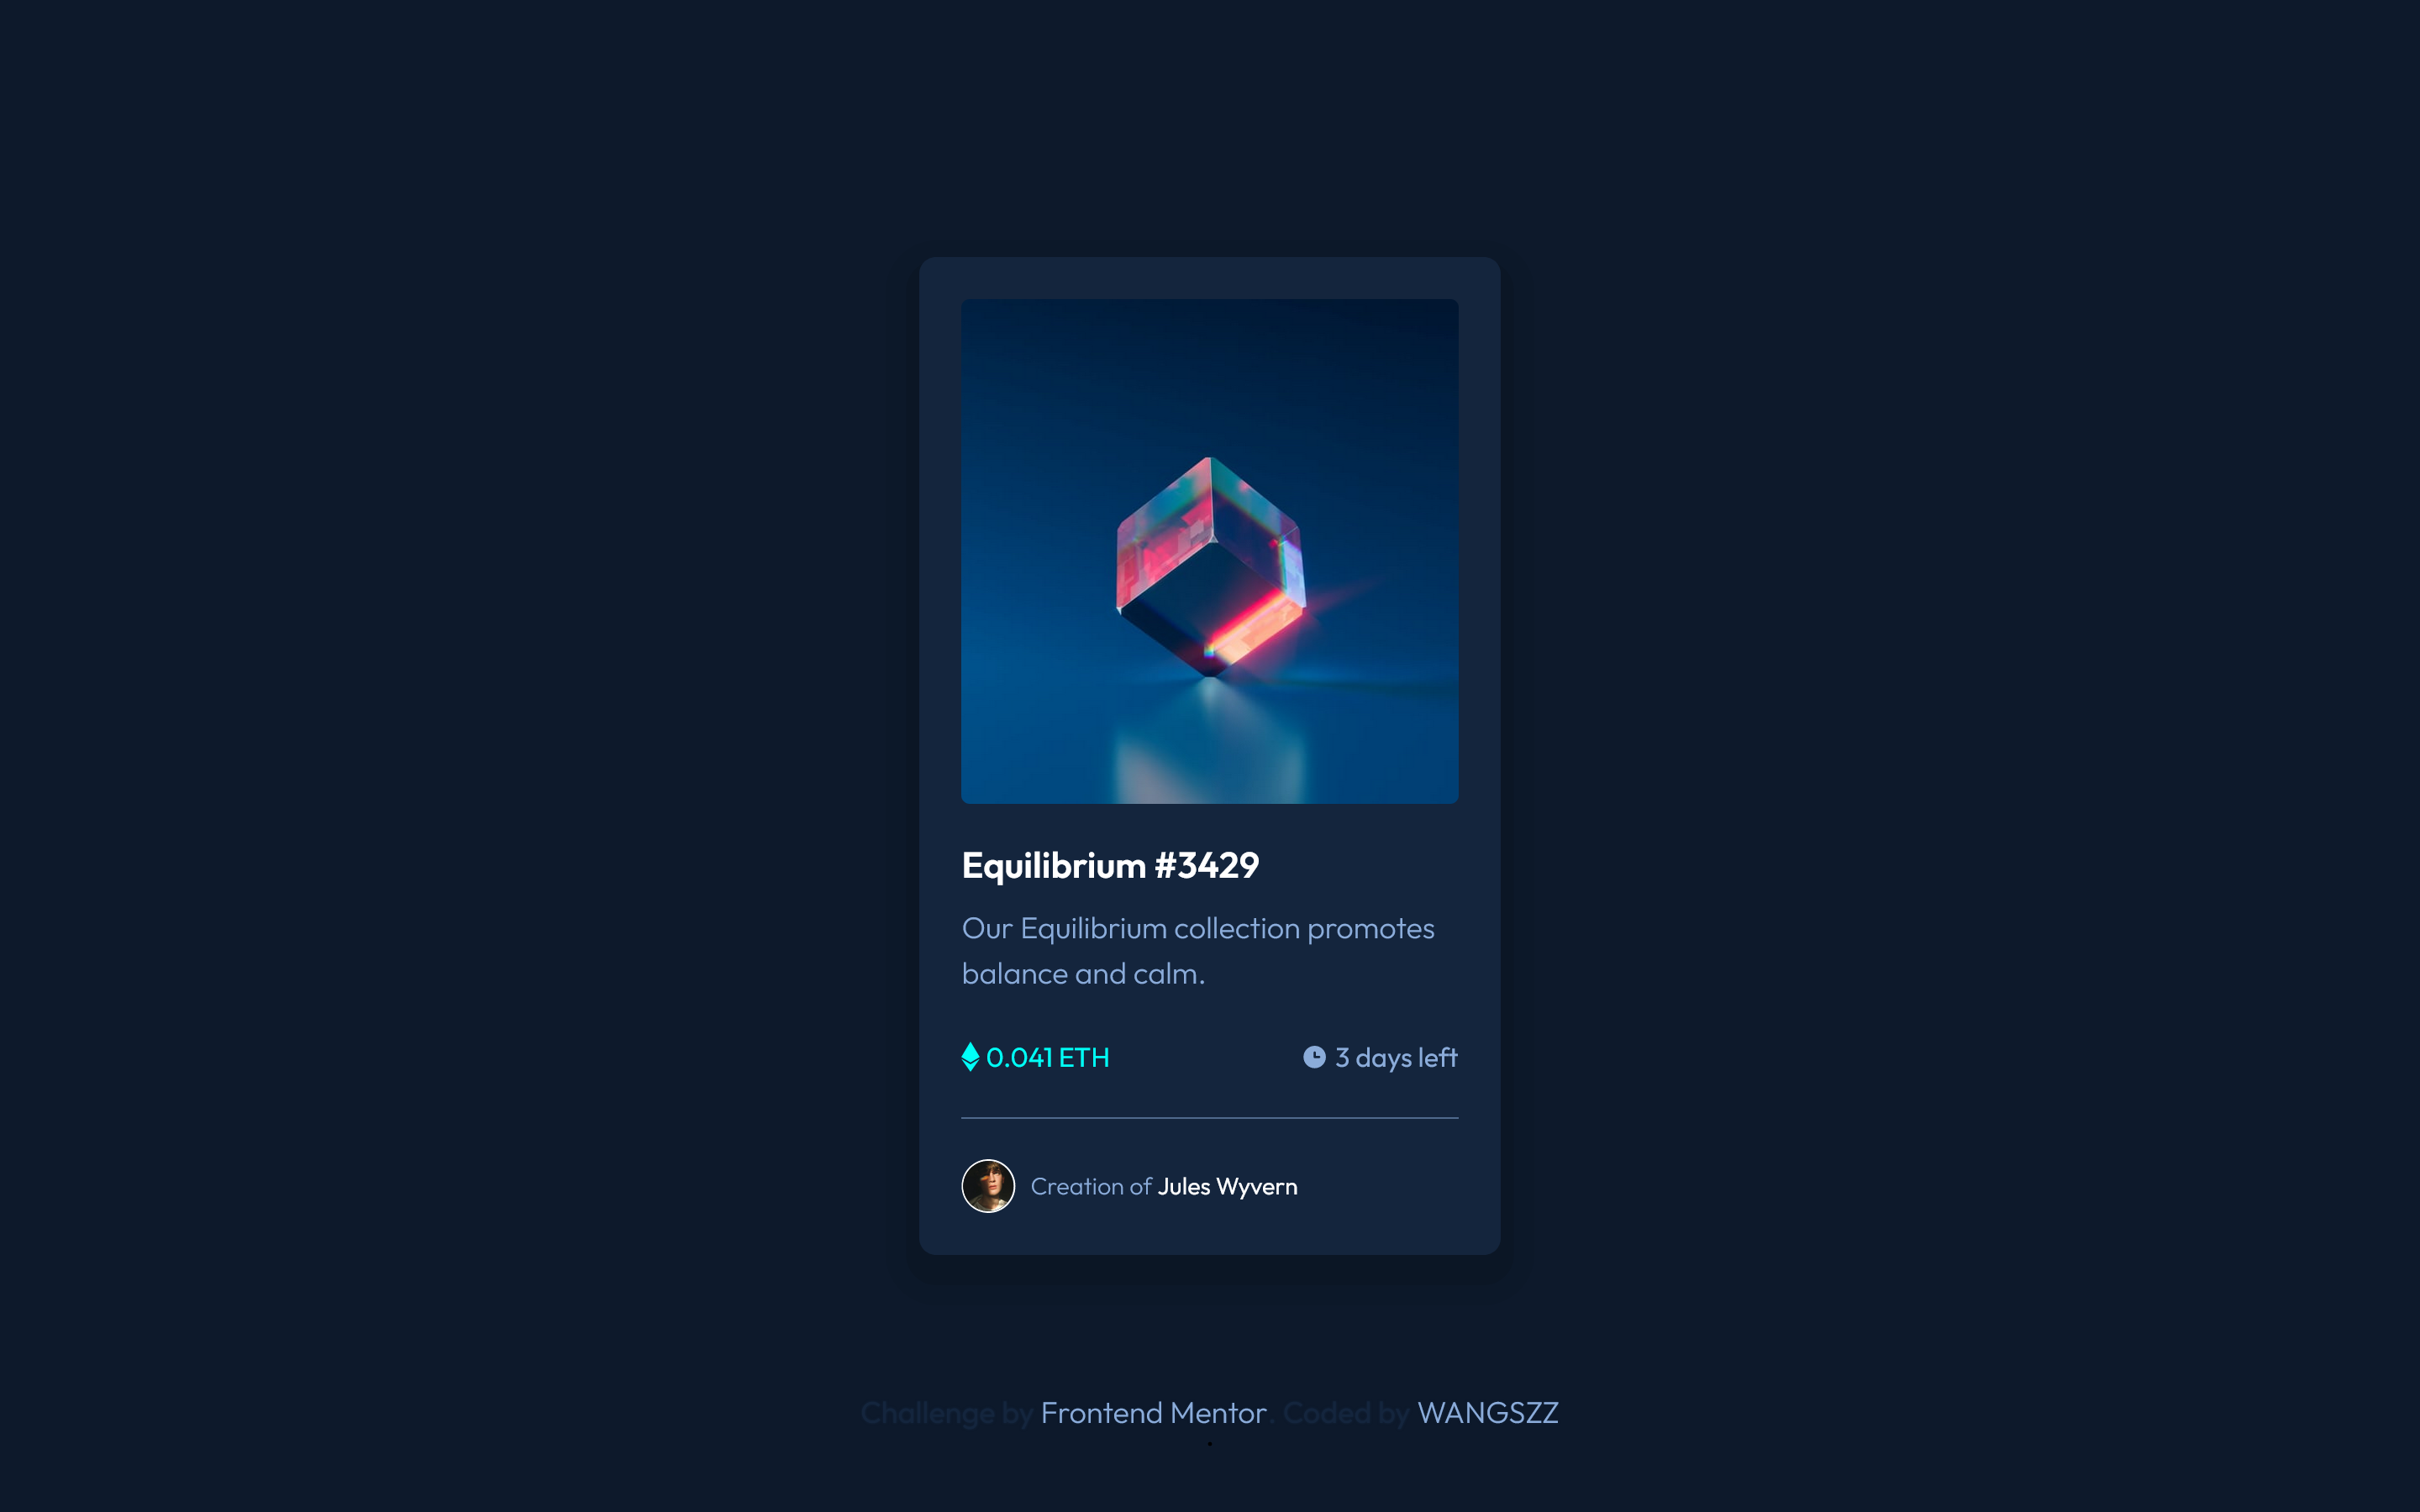 Equilibrium #3429
Our Equilibrium collection promotes
balance and calm.
0.041 ETH
3 days left
Creation of Jules Wyvern
Challenge by Frontend Mentor. Coded by WANGSZZ
.